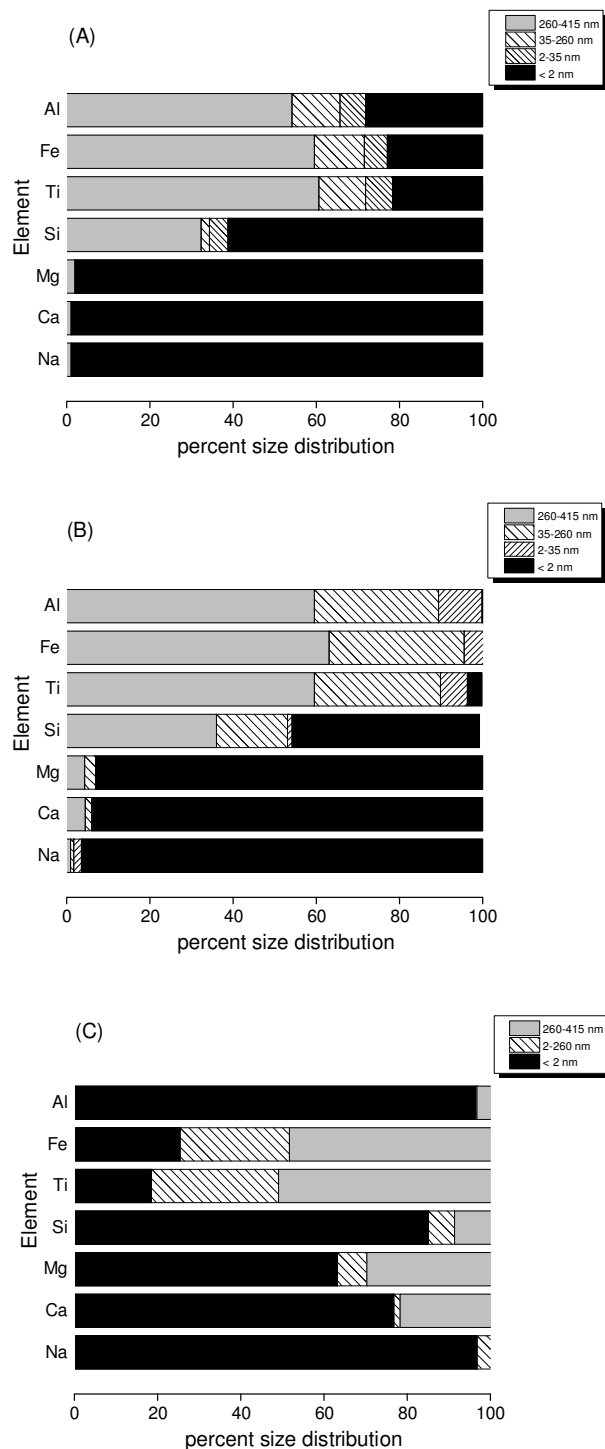 (A)
260-415 nm
35-260 nm
2-35 nm
< 2 nm
Element
Al
Fe
Ti
Si
Mg
Ca
Na
0 20 40 60 80 100
percent size distribution
(B)
260-415 nm
35-260 nm
2-35 nm
< 2 nm
Element
Al
Fe
Ti
Si
Mg
Ca
Na
0 20 40 60 80 100
percent size distribution
(C)
260-415 nm
2-260 nm
< 2 nm
Element
Al
Fe
Ti
Si
Mg
Ca
Na
0 20 40 60 80 100
percent size distribution